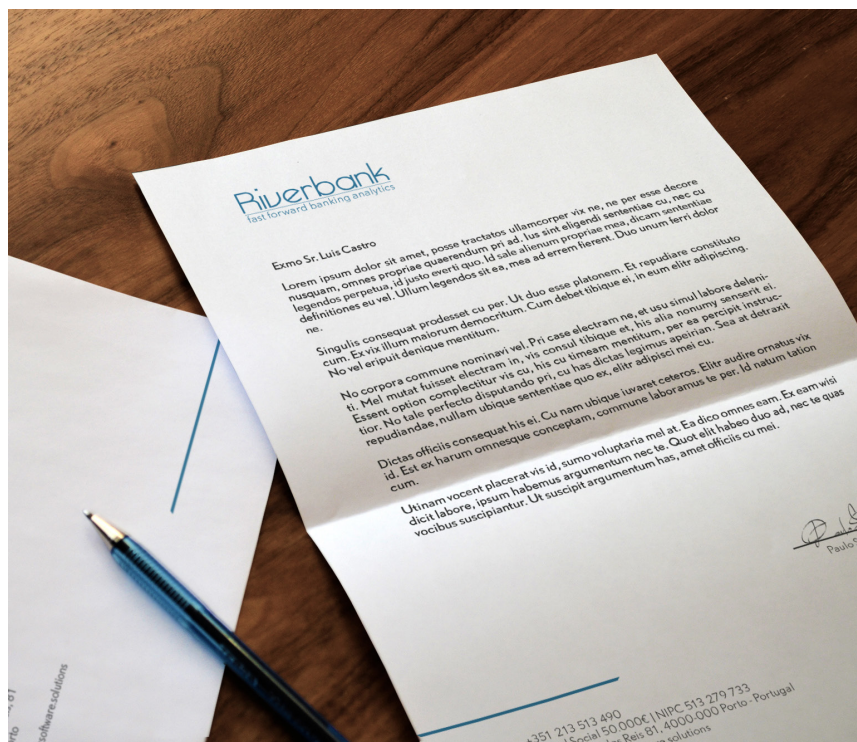 Riverbank
fast forward banking analytics
Exmo Sr. Luis Castro
Lorem ipsum dolor sit amet, posse tractatos ullamcorper vix ne, ne per esse decore
nusquam, omnes propriae quaerendum pri ad. Ius sint eligendi sententiae cu, nec cu
legendos perpetua, id justo everti quo. Id sale alienum propriae mea, dicam sententiae
definitiones eu vel. Ullum legendos sit ea, mea ad errem fierent. Duo unum ferri dolor
ne.
Singulis consequat prodesset cu per. Ut duo esse platonem. Et repudiare constituto
cum. Ex vix illum maiorum democritum. Cum debet tibique ei, in eum elitr adipiscing.
No vel eripuit denique mentitum.
No corpora commune nominavi vel. Pri case electram ne, et usu simul labore deleni-
ti. Mel mutat fuisset electram in, vis consul tibique et, his alia nonumy senserit ei.
Essent option complectitur vis cu, his cu timeam mentitum, per ea percipit instruc-
tior. No tale perfecto disputando pri, cu has dictas legimus apeirian. Sea at detraxit
repudiandae, nullam ubique sententiae quo ex, elitr adipisci mei cu.
Dictas officiis consequat his ei. Cu nam ubique iuvaret ceteros. Elitr audire ornatus vix
id. Est ex harum omnesque conceptam, commune laboramus te per. Id natum tation
cum.
Utinam vocent placerat vis id, sumo voluptaria mel at. Ea dico omnes eam. Ex eam wisi
dicit labore, ipsum habemus argumentum nec te. Quot elit habeo duo ad, nec te quas
vocibus suscipiantur. Ut suscipit argumentum has, amet officiis cu mei.
Paulo
+351 213 513 490
Social 50.000€ | NIPC 513 279 733
Reis 81, 4000-000 Porto - Portugal
solutions
81
software.solutions